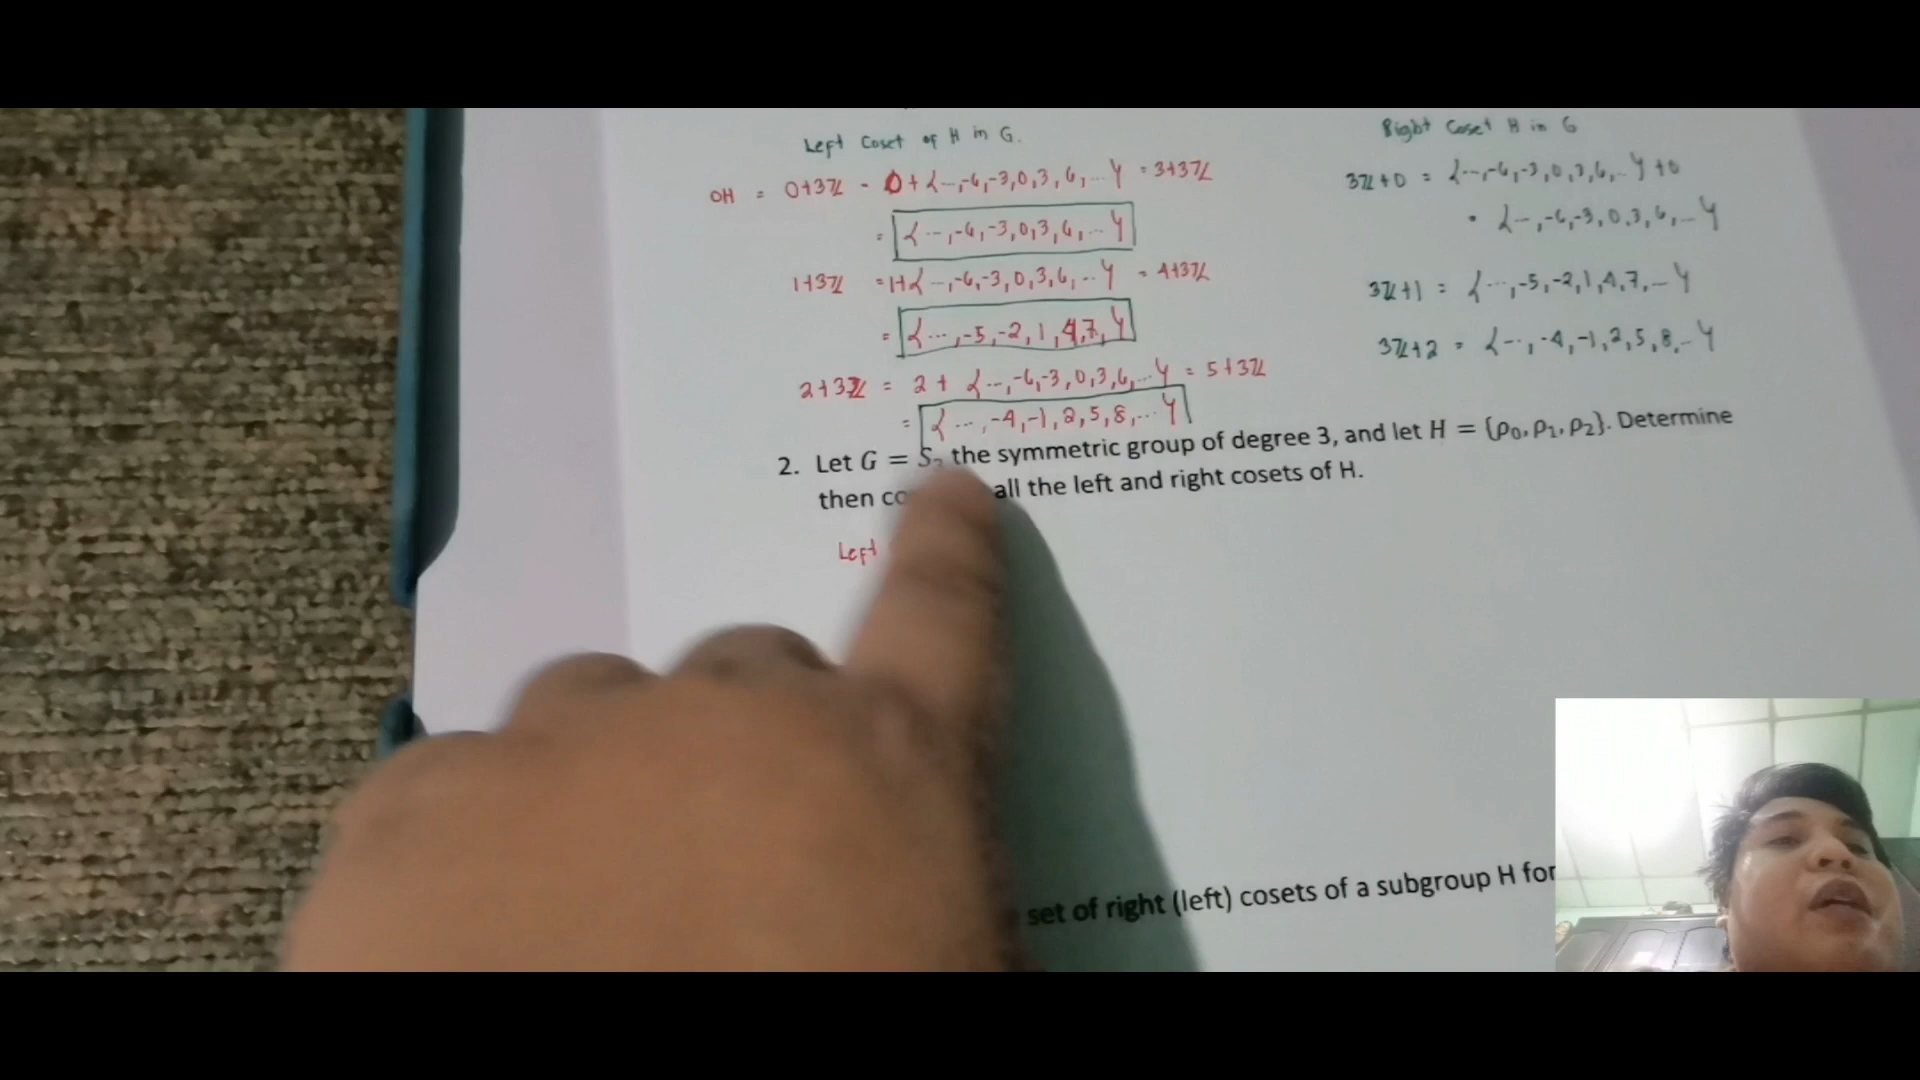 Left Coset of H in G.
0H = 0+3ℤ = 0+{...,-6,-3,0,3,6,...} = 3+3ℤ
= {...,-6,-3,0,3,6,...}
1+3ℤ = 1+{...,-6,-3,0,3,6,...} = 4+3ℤ
= {...,-5,-2,1,4,7,}
2+3ℤ = 2+{...,-6,-3,0,3,6,...} = 5+3ℤ
= {...,-4,-1,2,5,8,...}
Right Coset H in G
3ℤ+0 = {...,-6,-3,0,3,6,...}+0
= {...,-6,-3,0,3,6,...}
3ℤ+1 = {...,-5,-2,1,4,7,...}
3ℤ+2 = {...,-4,-1,2,5,8,...}
2. Let G = S₃ the symmetric group of degree 3, and let H = {ρ₀, ρ₁, ρ₂}. Determine
then all the left and right cosets of H.
Left
set of right (left) cosets of a subgroup H for